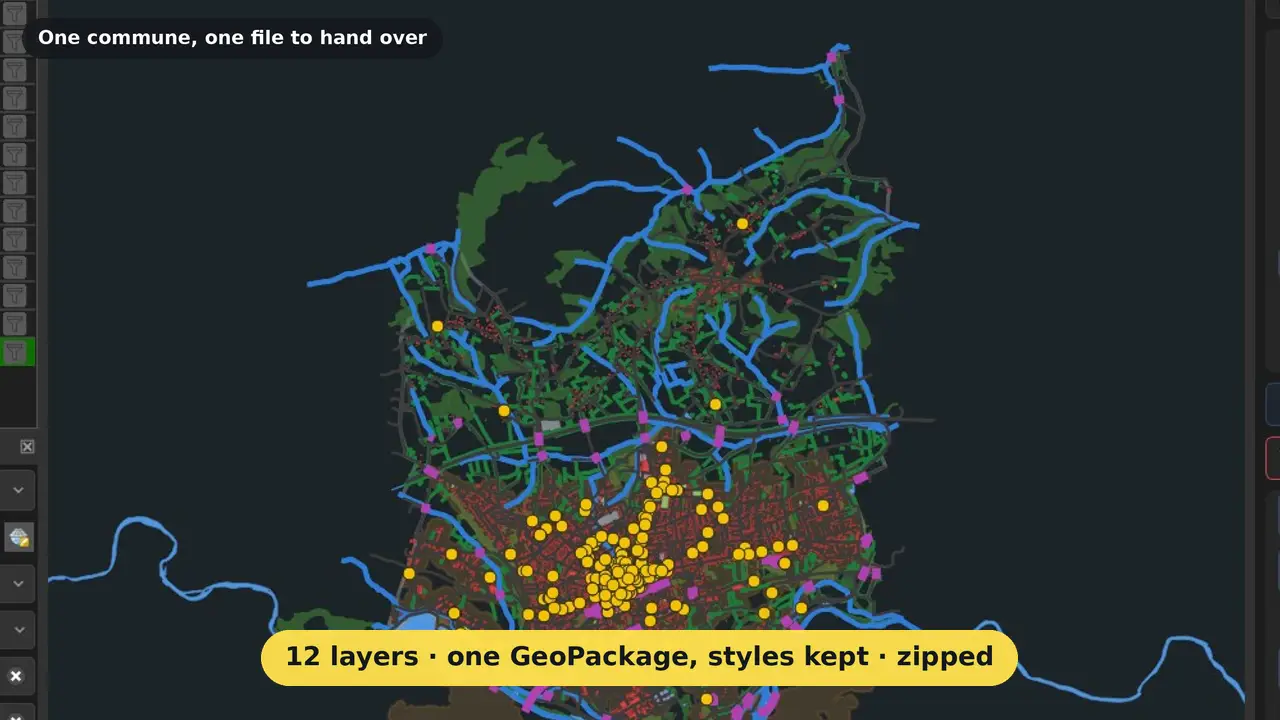 One commune, one file to hand over
12 layers · one GeoPackage, styles kept · zipped